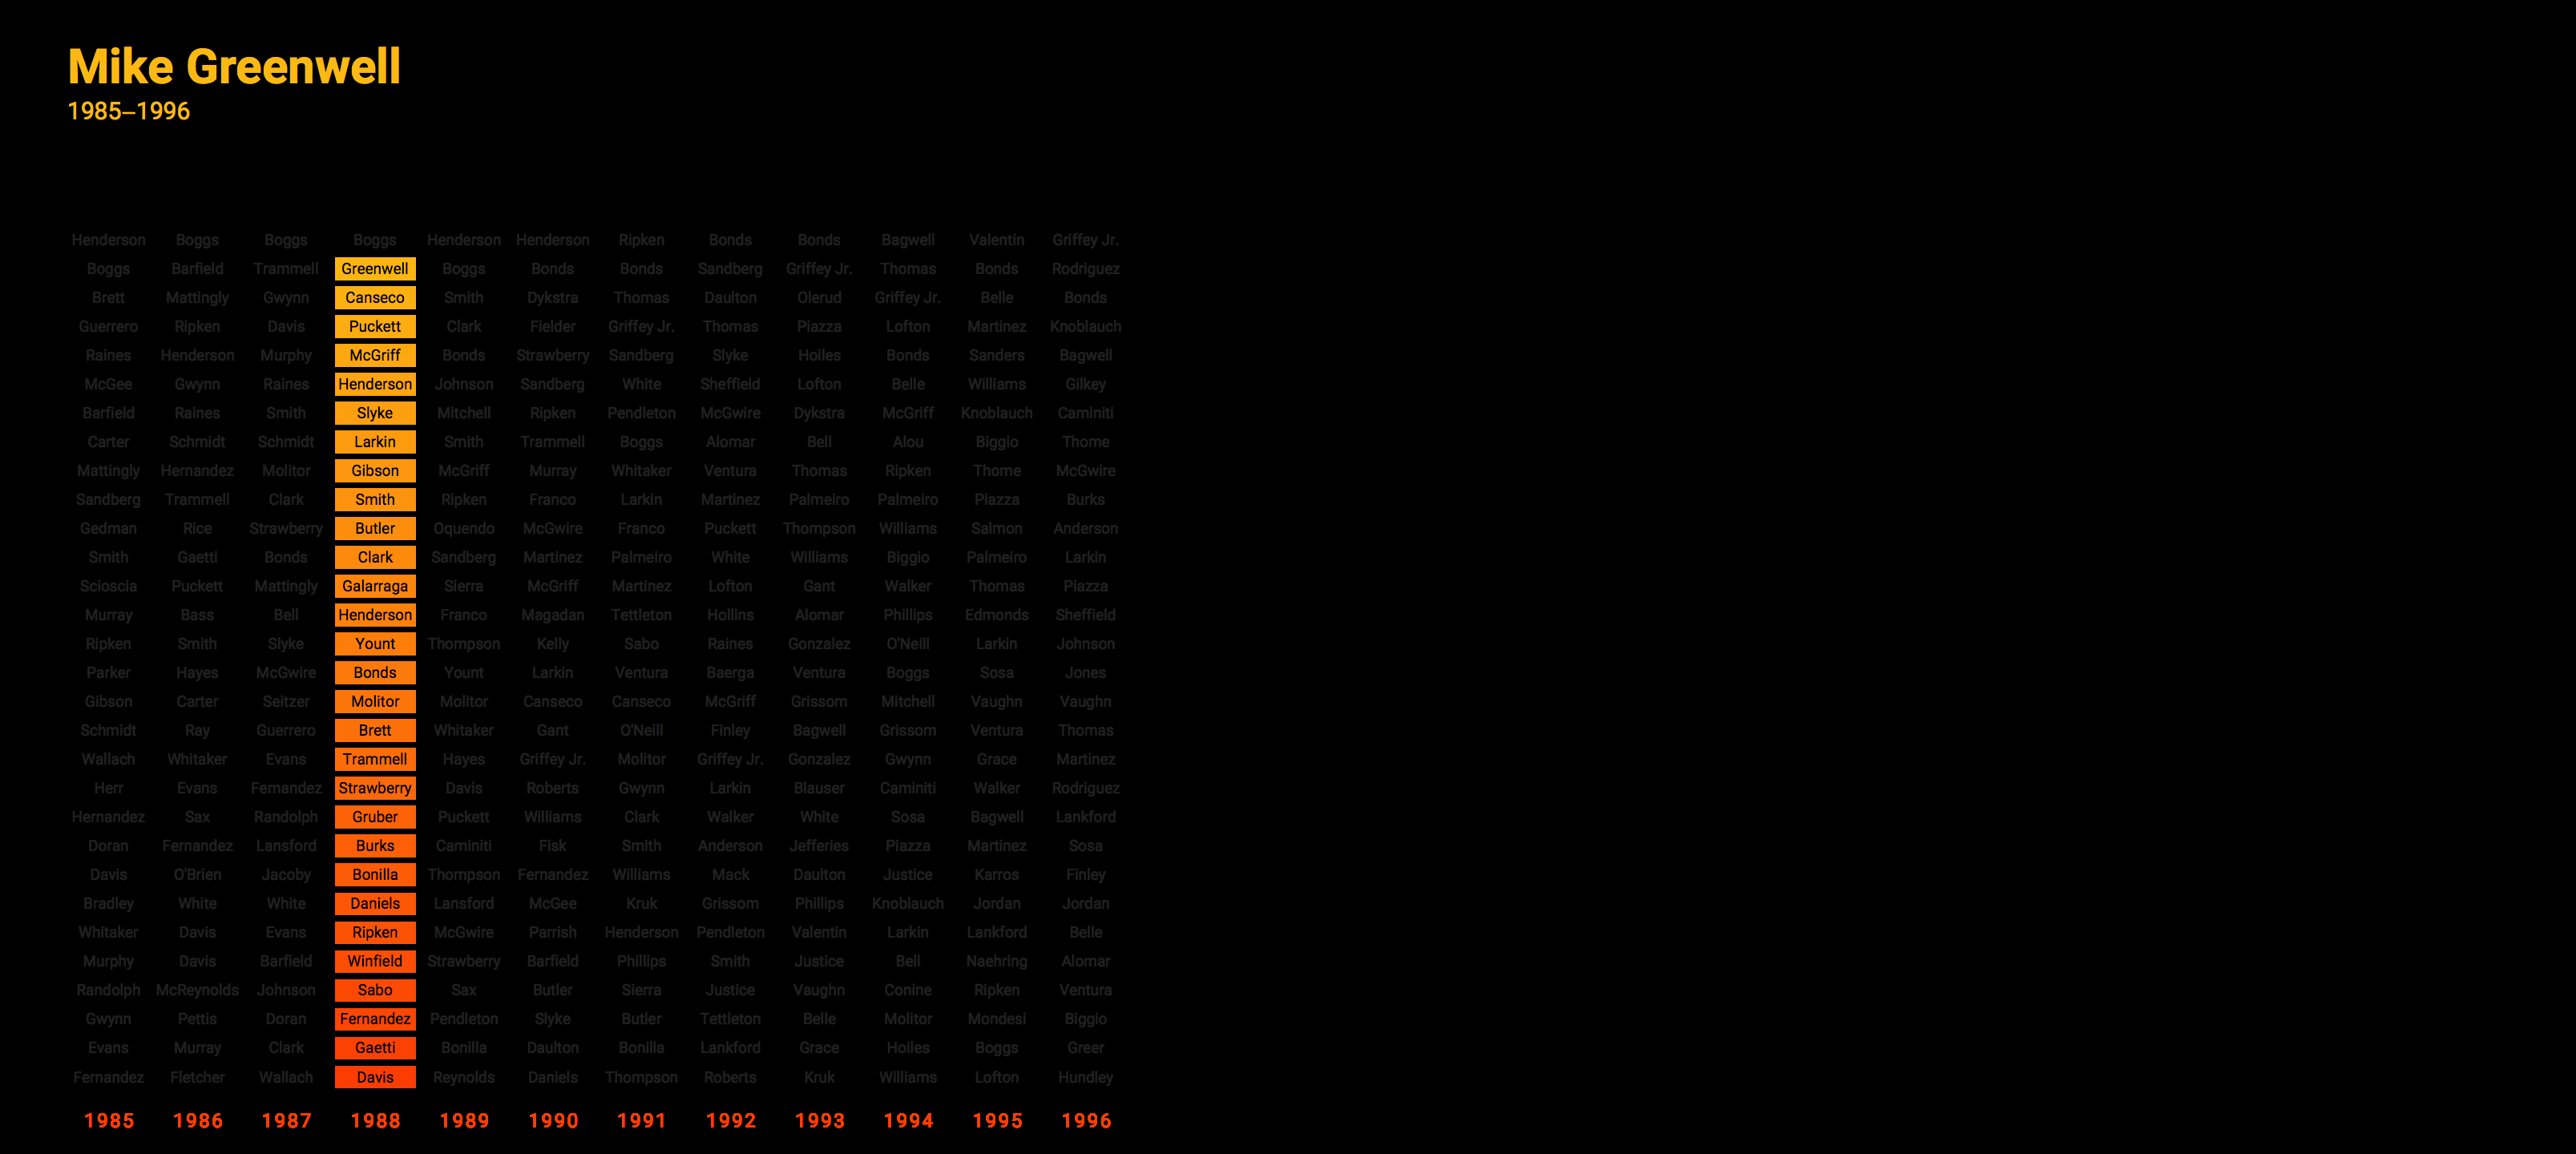 Mike Greenwell
1985–1996
Henderson Boggs Boggs Boggs Henderson Henderson Ripken Bonds Bonds Bagwell Valentin Griffey Jr.
Boggs Barfield Trammell Greenwell Boggs Bonds Bonds Sandberg Griffey Jr. Thomas Bonds Rodriguez
Brett Mattingly Gwynn Canseco Smith Dykstra Thomas Daulton Olerud Griffey Jr. Belle Bonds
Guerrero Ripken Davis Puckett Clark Fielder Griffey Jr. Thomas Piazza Lofton Martinez Knoblauch
Raines Henderson Murphy McGriff Bonds Strawberry Sandberg Slyke Hoiles Bonds Sanders Bagwell
McGee Gwynn Raines Henderson Johnson Sandberg White Sheffield Lofton Belle Williams Gilkey
Barfield Raines Smith Slyke Mitchell Ripken Pendleton McGwire Dykstra McGriff Knoblauch Caminiti
Carter Schmidt Schmidt Larkin Smith Trammell Boggs Alomar Bell Alou Biggio Thome
Mattingly Hernandez Molitor Gibson McGriff Murray Whitaker Ventura Thomas Ripken Thome McGwire
Sandberg Trammell Clark Smith Ripken Franco Larkin Martinez Palmeiro Palmeiro Piazza Burks
Gedman Rice Strawberry Butler Oquendo McGwire Franco Puckett Thompson Williams Salmon Anderson
Smith Gaetti Bonds Clark Sandberg Martinez Palmeiro White Williams Biggio Palmeiro Larkin
Scioscia Puckett Mattingly Galarraga Sierra McGriff Martinez Lofton Gant Walker Thomas Piazza
Murray Bass Bell Henderson Franco Magadan Tettleton Hollins Alomar Phillips Edmonds Sheffield
Ripken Smith Slyke Yount Thompson Kelly Sabo Raines Gonzalez O'Neill Larkin Johnson
Parker Hayes McGwire Bonds Yount Larkin Ventura Baerga Ventura Boggs Sosa Jones
Gibson Carter Seitzer Molitor Molitor Canseco Canseco McGriff Grissom Mitchell Vaughn Vaughn
Schmidt Ray Guerrero Brett Whitaker Gant O'Neill Finley Bagwell Grissom Ventura Thomas
Wallach Whitaker Evans Trammell Hayes Griffey Jr. Molitor Griffey Jr. Gonzalez Gwynn Grace Martinez
Herr Evans Fernandez Strawberry Davis Roberts Gwynn Larkin Blauser Caminiti Walker Rodriguez
Hernandez Sax Randolph Gruber Puckett Williams Clark Walker White Sosa Bagwell Lankford
Doran Fernandez Lansford Burks Caminiti Fisk Smith Anderson Jefferies Piazza Martinez Sosa
Davis O'Brien Jacoby Bonilla Thompson Fernandez Williams Mack Daulton Justice Karros Finley
Bradley White White Daniels Lansford McGee Kruk Grissom Phillips Knoblauch Jordan Jordan
Whitaker Davis Evans Ripken McGwire Parrish Henderson Pendleton Valentin Larkin Lankford Belle
Murphy Davis Barfield Winfield Strawberry Barfield Phillips Smith Justice Bell Naehring Alomar
Randolph McReynolds Johnson Sabo Sax Butler Sierra Justice Vaughn Conine Ripken Ventura
Gwynn Pettis Doran Fernandez Pendleton Slyke Butler Tettleton Belle Molitor Mondesi Biggio
Evans Murray Clark Gaetti Bonilla Daulton Bonilla Lankford Grace Hoiles Boggs Greer
Fernandez Fletcher Wallach Davis Reynolds Daniels Thompson Roberts Kruk Williams Lofton Hundley
1985 1986 1987 1988 1989 1990 1991 1992 1993 1994 1995 1996